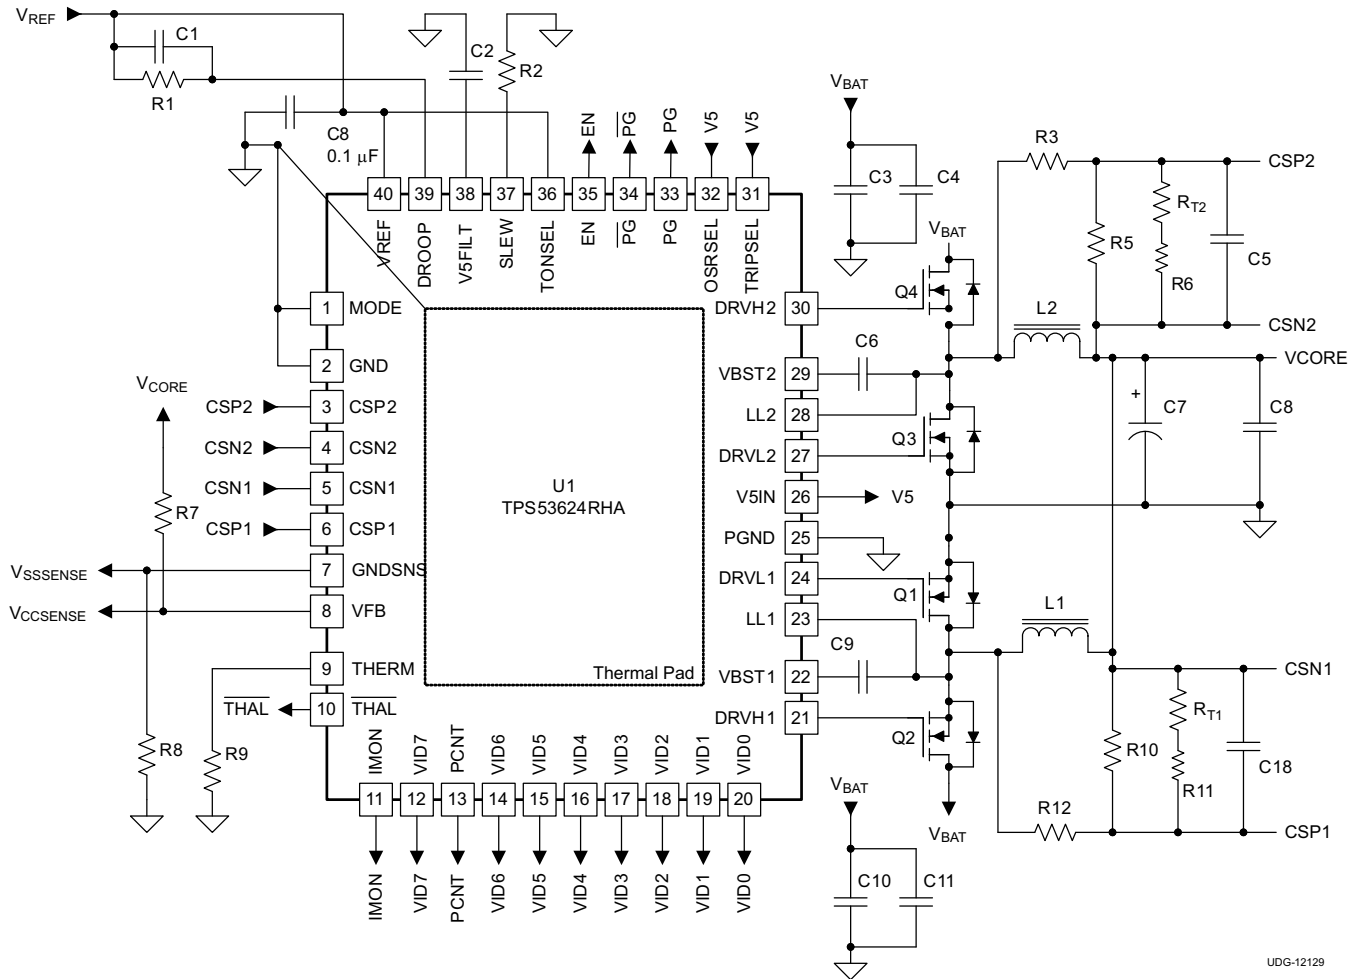 VREF
C1
R1
C8
0.1 µF
C2
R2
EN
PG
PG
V5
V5
40
39
38
37
36
35
34
33
32
31
VREF
DROOP
V5FILT
SLEW
TONSEL
EN
PG
PG
OSRSEL
TRIPSEL
1 MODE
2 GND
VCORE
CSP2 3 CSP2
CSN2 4 CSN2
CSN1 5 CSN1
CSP1 6 CSP1
R7
VSSSENSE 7 GNDSNS
VCCSENSE 8 VFB
9 THERM
THAL 10 THAL
R8
R9
U1
TPS53624RHA
Thermal Pad
DRVH2 30
VBST2 29
LL2 28
DRVL2 27
V5IN 26 V5
PGND 25
DRVL1 24
LL1 23
VBST1 22
DRVH1 21
IMON
VID7
PCNT
VID6
VID5
VID4
VID3
VID2
VID1
VID0
11
12
13
14
15
16
17
18
19
20
IMON
VID7
PCNT
VID6
VID5
VID4
VID3
VID2
VID1
VID0
VBAT
C3
C4
VBAT
Q4
C6
Q3
Q1
C9
Q2
VBAT
VBAT
C10
C11
R3
CSP2
RT2
R5
R6
C5
L2
CSN2
VCORE
+
C7
C8
L1
CSN1
RT1
R10
R11
C18
R12
CSP1
UDG-12129